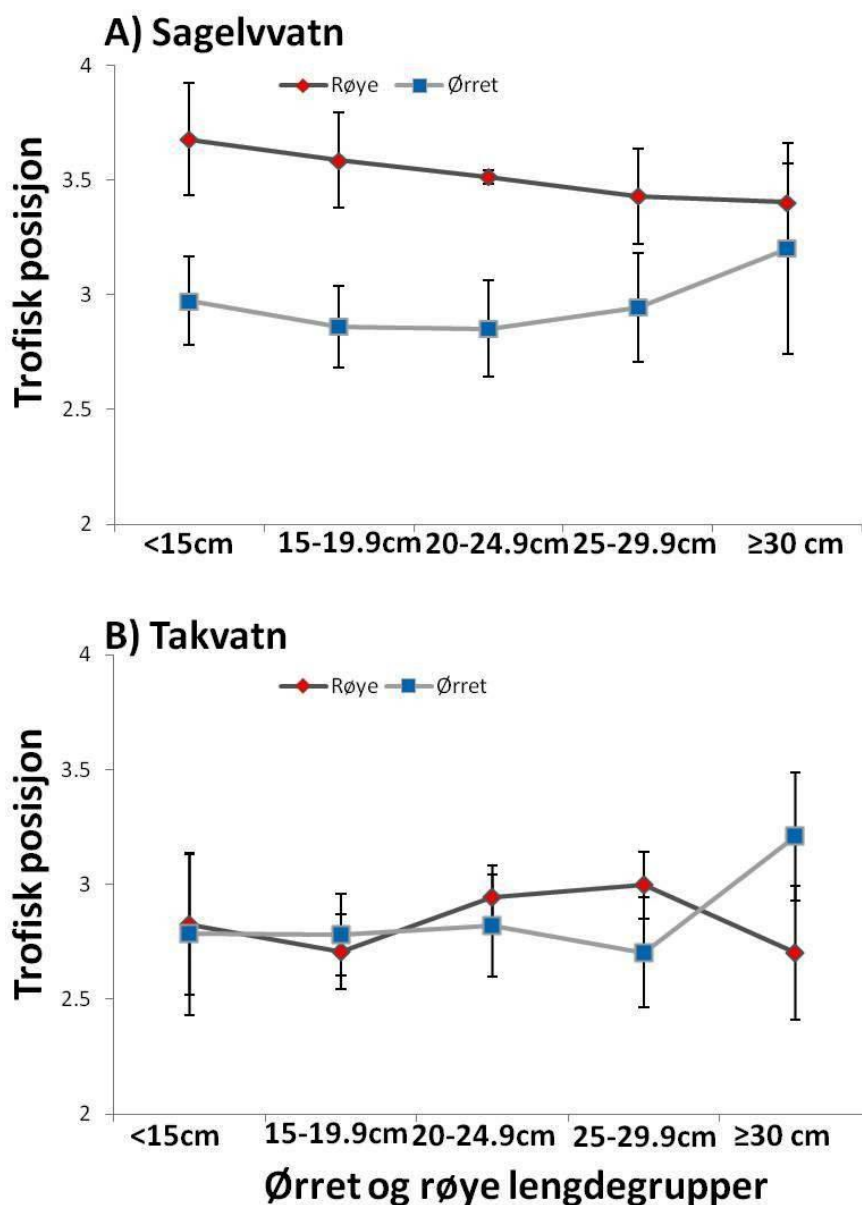 A) Sagelvvatn
Røye Ørret
Trofisk posisjon
4
3.5
3
2.5
2
<15cm 15-19.9cm 20-24.9cm 25-29.9cm ≥30 cm
B) Takvatn
Røye Ørret
Trofisk posisjon
4
3.5
3
2.5
2
<15cm 15-19.9cm 20-24.9cm 25-29.9cm ≥30 cm
Ørret og røye lengdegrupper